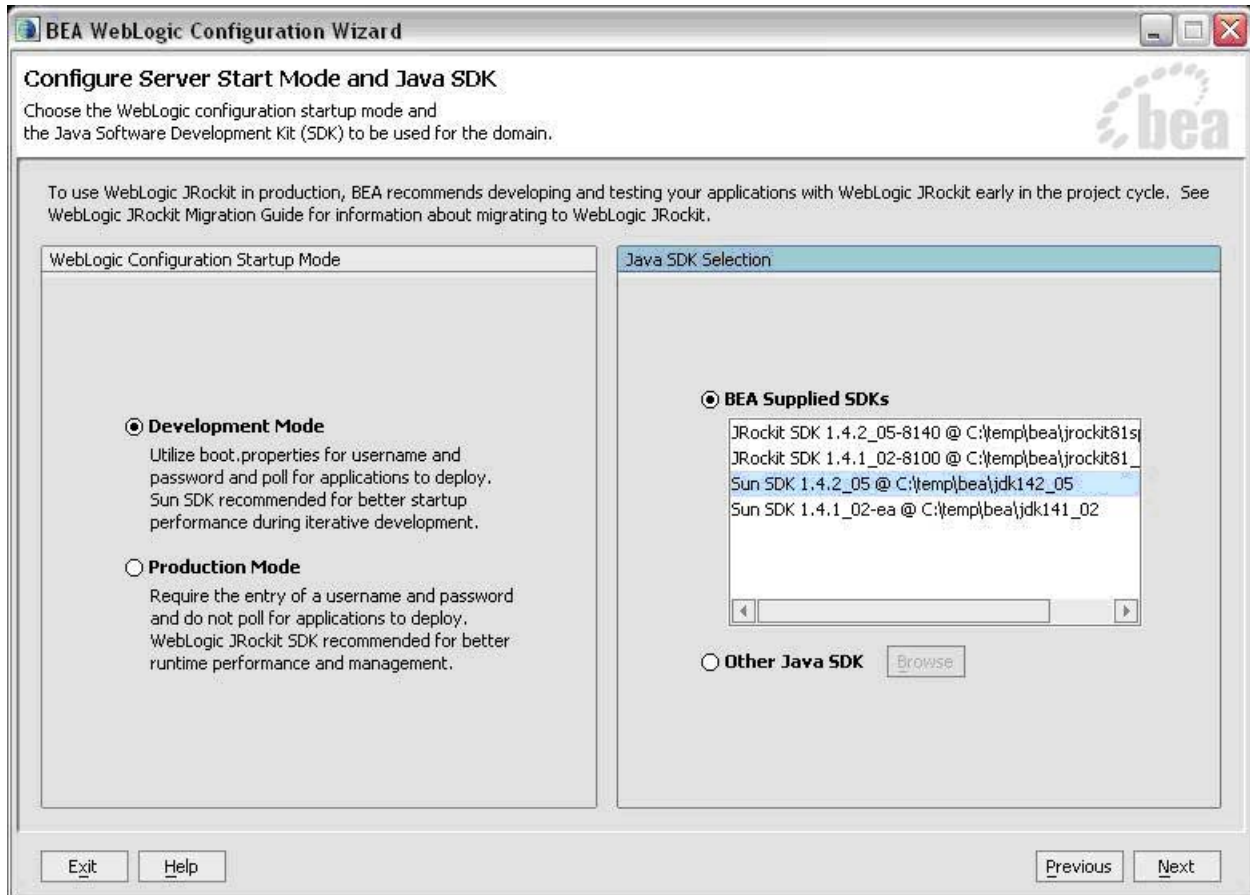 BEA WebLogic Configuration Wizard
Configure Server Start Mode and Java SDK
Choose the WebLogic configuration startup mode and
the Java Software Development Kit (SDK) to be used for the domain.
bea
To use WebLogic JRockit in production, BEA recommends developing and testing your applications with WebLogic JRockit early in the project cycle. See
WebLogic JRockit Migration Guide for information about migrating to WebLogic JRockit.
WebLogic Configuration Startup Mode
Development Mode
Utilize boot.properties for username and
password and poll for applications to deploy.
Sun SDK recommended for better startup
performance during iterative development.
Production Mode
Require the entry of a username and password
and do not poll for applications to deploy.
WebLogic JRockit SDK recommended for better
runtime performance and management.
Java SDK Selection
BEA Supplied SDKs
JRockit SDK 1.4.2_05-8140 @ C:\temp\bea\jrockit81sp
JRockit SDK 1.4.1_02-8100 @ C:\temp\bea\jrockit81_
Sun SDK 1.4.2_05 @ C:\temp\bea\jdk142_05
Sun SDK 1.4.1_02-ea @ C:\temp\bea\jdk141_02
Other Java SDK Browse
Exit Help Previous Next